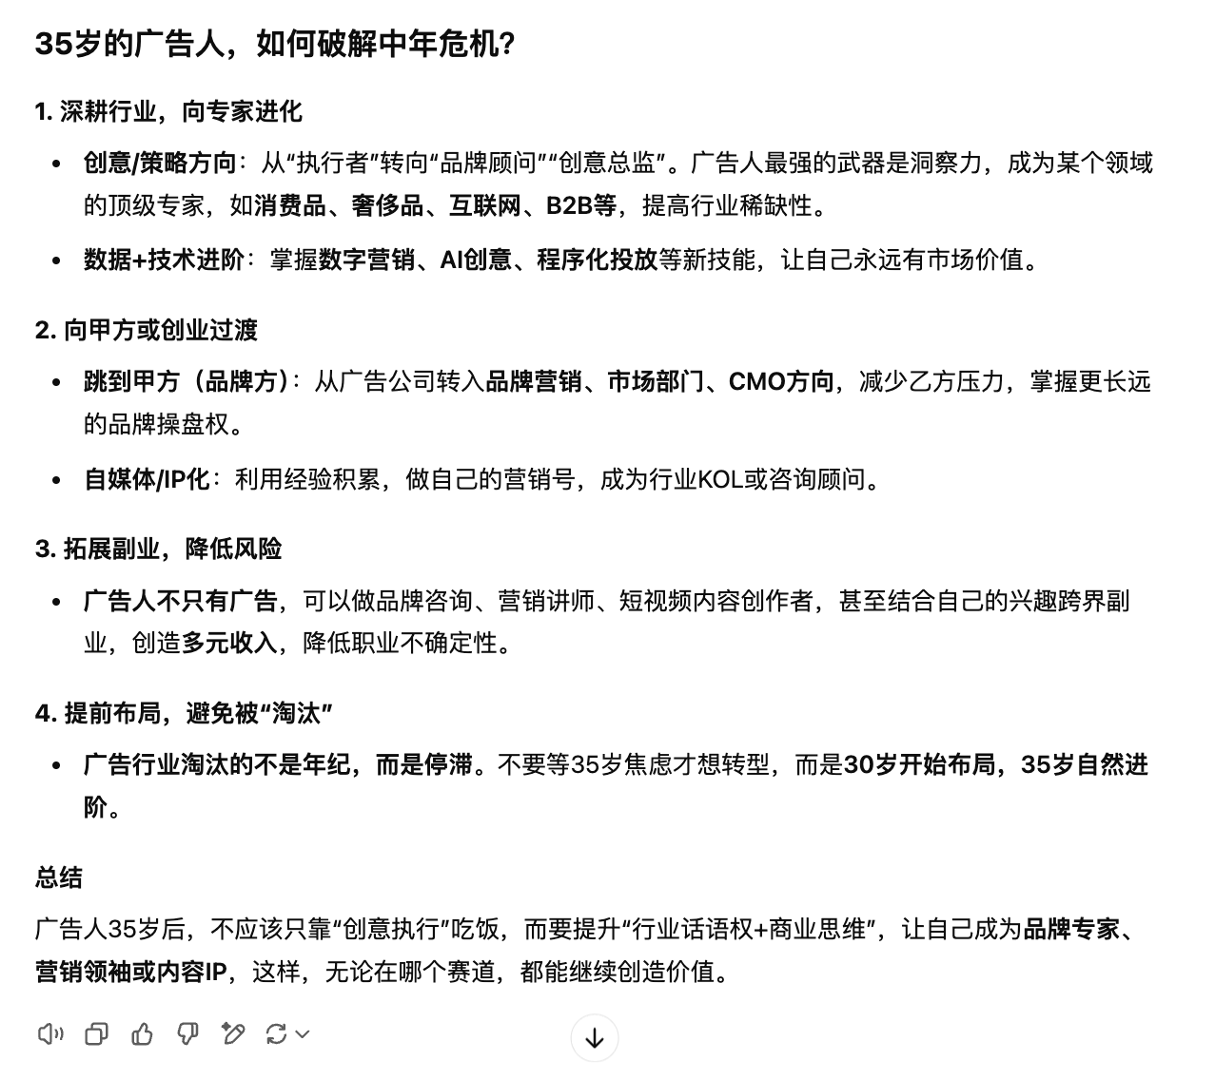 35岁的广告人，如何破解中年危机？
1. 深耕行业，向专家进化
• 创意/策略方向：从“执行者”转向“品牌顾问”“创意总监”。广告人最强的武器是洞察力，成为某个领域
的顶级专家，如消费品、奢侈品、互联网、B2B等，提高行业稀缺性。
• 数据+技术进阶：掌握数字营销、AI创意、程序化投放等新技能，让自己永远有市场价值。
2. 向甲方或创业过渡
• 跳到甲方（品牌方）：从广告公司转入品牌营销、市场部门、CMO方向，减少乙方压力，掌握更长远
的品牌操盘权。
• 自媒体/IP化：利用经验积累，做自己的营销号，成为行业KOL或咨询顾问。
3. 拓展副业，降低风险
• 广告人不只有广告，可以做品牌咨询、营销讲师、短视频内容创作者，甚至结合自己的兴趣跨界副
业，创造多元收入，降低职业不确定性。
4. 提前布局，避免被“淘汰”
• 广告行业淘汰的不是年纪，而是停滞。不要等35岁焦虑才想转型，而是30岁开始布局，35岁自然进
阶。
总结
广告人35岁后，不应该只靠“创意执行”吃饭，而要提升“行业话语权+商业思维”，让自己成为品牌专家、
营销领袖或内容IP，这样，无论在哪个赛道，都能继续创造价值。